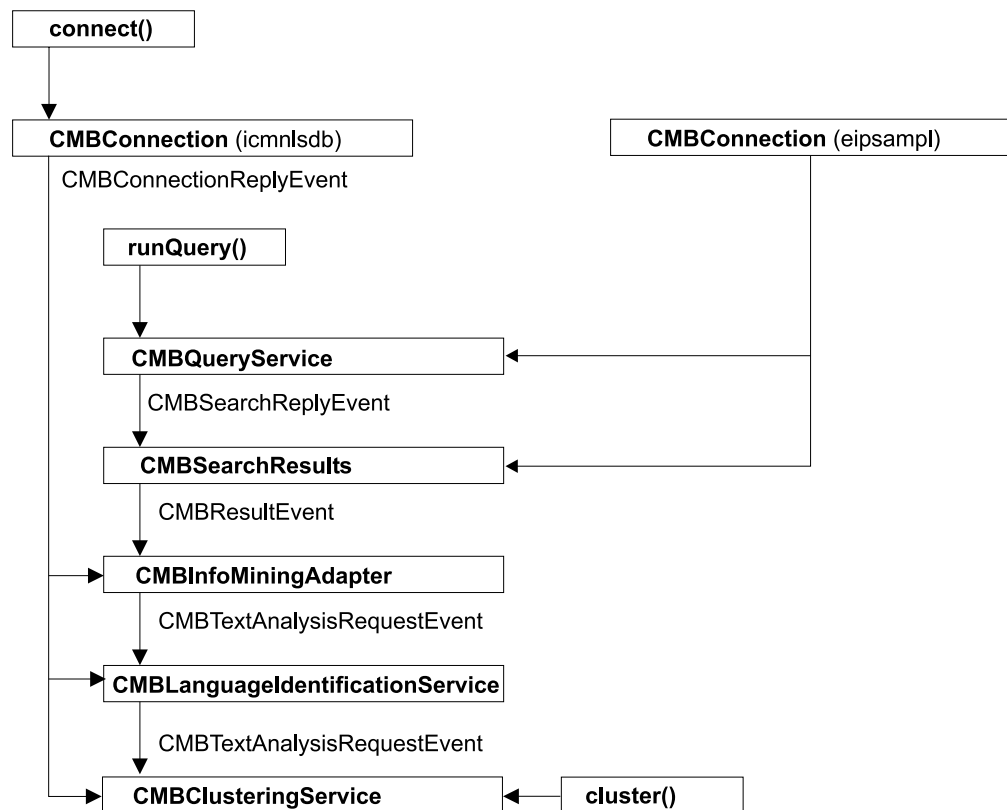 connect()
CMBConnection (icmnlsdb)
CMBConnection (eipsampl)
CMBConnectionReplyEvent
runQuery()
CMBQueryService
CMBSearchReplyEvent
CMBSearchResults
CMBResultEvent
CMBInfoMiningAdapter
CMBTextAnalysisRequestEvent
CMBLanguageIdentificationService
CMBTextAnalysisRequestEvent
CMBClusteringService
cluster()